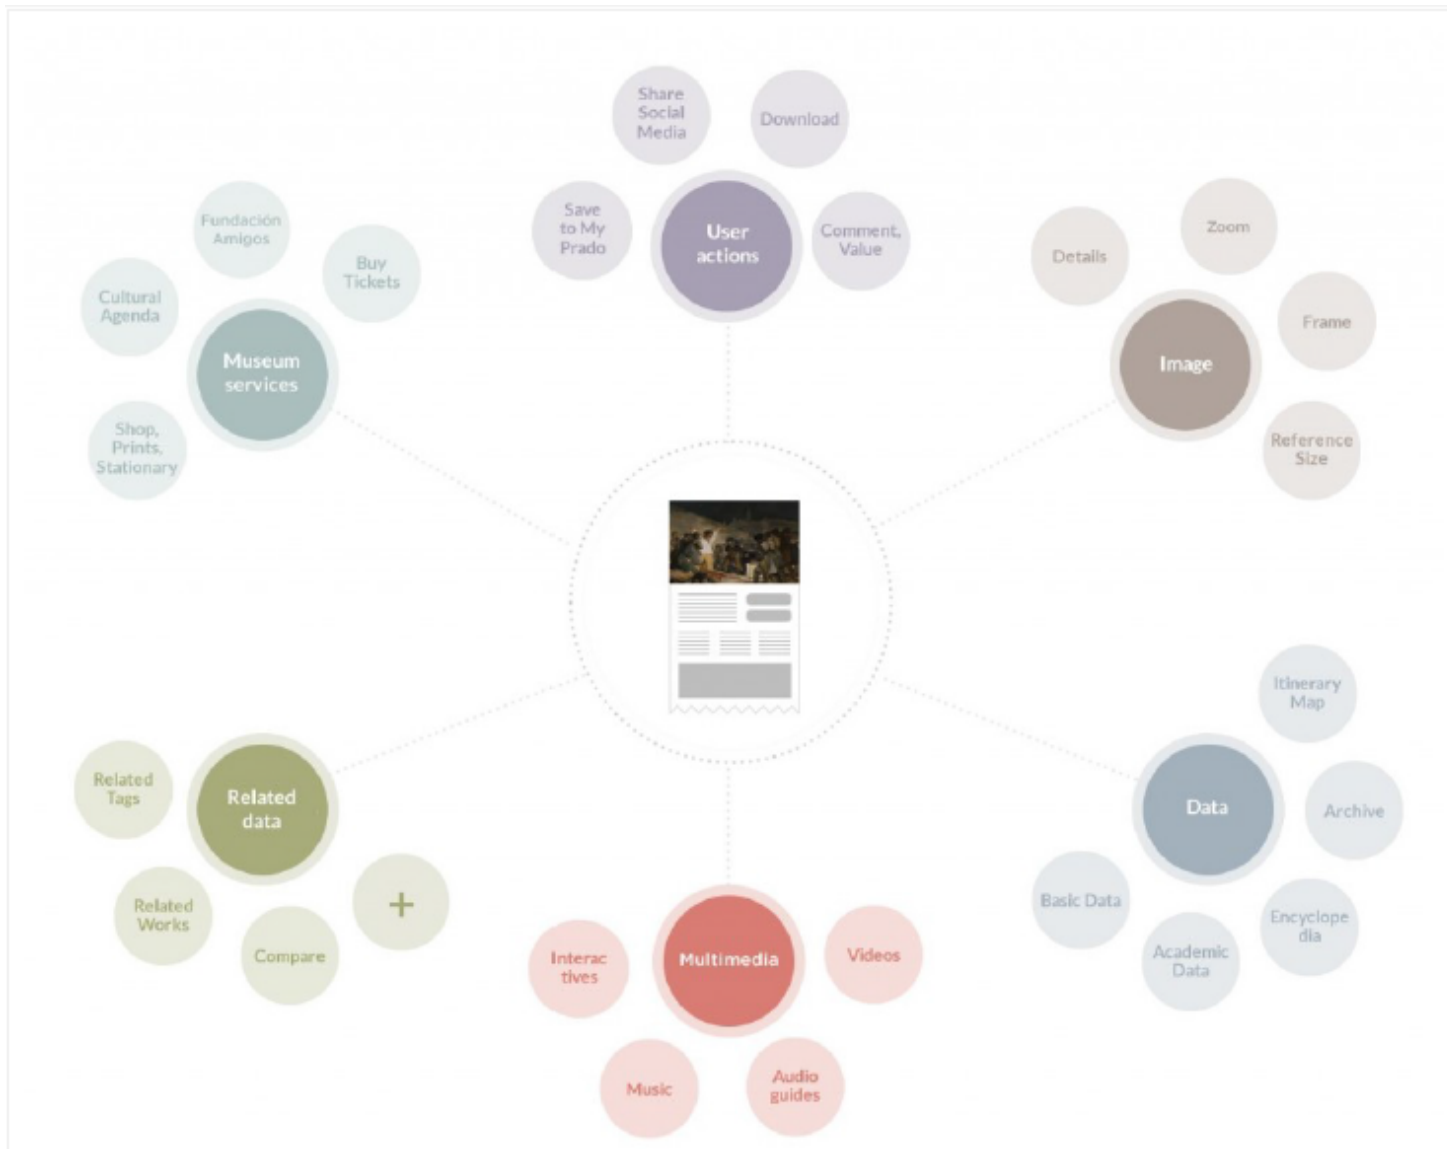 Share
Social
Media
Download
Save
to My
Prado
User
actions
Comment,
Value
Fundación
Amigos
Buy
Tickets
Cultural
Agenda
Museum
services
Shop,
Prints,
Stationary
Details
Zoom
Frame
Image
Reference
Size
Related
Tags
Related
data
Related
Works
Compare
+
Interac
tives
Multimedia
Videos
Music
Audio
guides
Itinerary
Map
Data
Archive
Basic Data
Academic
Data
Encyclope
dia